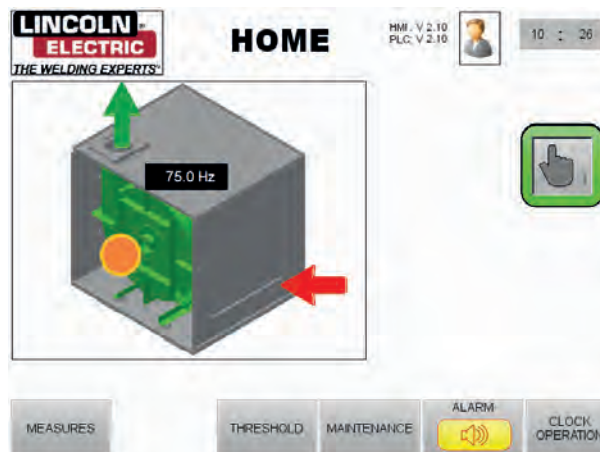 LINCOLN®
ELECTRIC
THE WELDING EXPERTS®
HOME
HMI: V 2.10
PLC: V 2.10
10 : 26
75.0 Hz
MEASURES
THRESHOLD
MAINTENANCE
ALARM
CLOCK
OPERATION